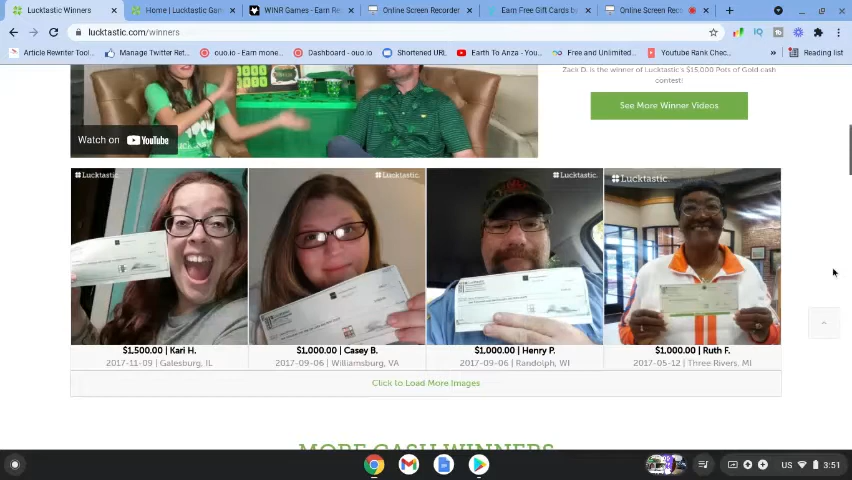 Lucktastic Winners
Home | Lucktastic Gam
WINR Games - Earn Re
Online Screen Recorder
Earn Free Gift Cards by
Online Screen Reco
lucktastic.com/winners
Article Rewriter Tool...
Manage Twitter Ret...
ouo.io - Earn mone...
Dashboard - ouo.io
Shortened URL
Earth To Anza - You...
Free and Unlimited...
Youtube Rank Chec...
Reading list
Zack D. is the winner of Lucktastic's $15,000 Pots of Gold cash
contest!
See More Winner Videos
Watch on YouTube
Lucktastic.
Lucktastic.
Lucktastic.
Lucktastic.
$1,500.00 | Kari H.
2017-11-09 | Galesburg, IL
$1,000.00 | Casey B.
2017-09-06 | Williamsburg, VA
$1,000.00 | Henry P.
2017-09-06 | Randolph, WI
$1,000.00 | Ruth F.
2017-05-12 | Three Rivers, MI
Click to Load More Images
MORE CASH WINNERS
US
3:51